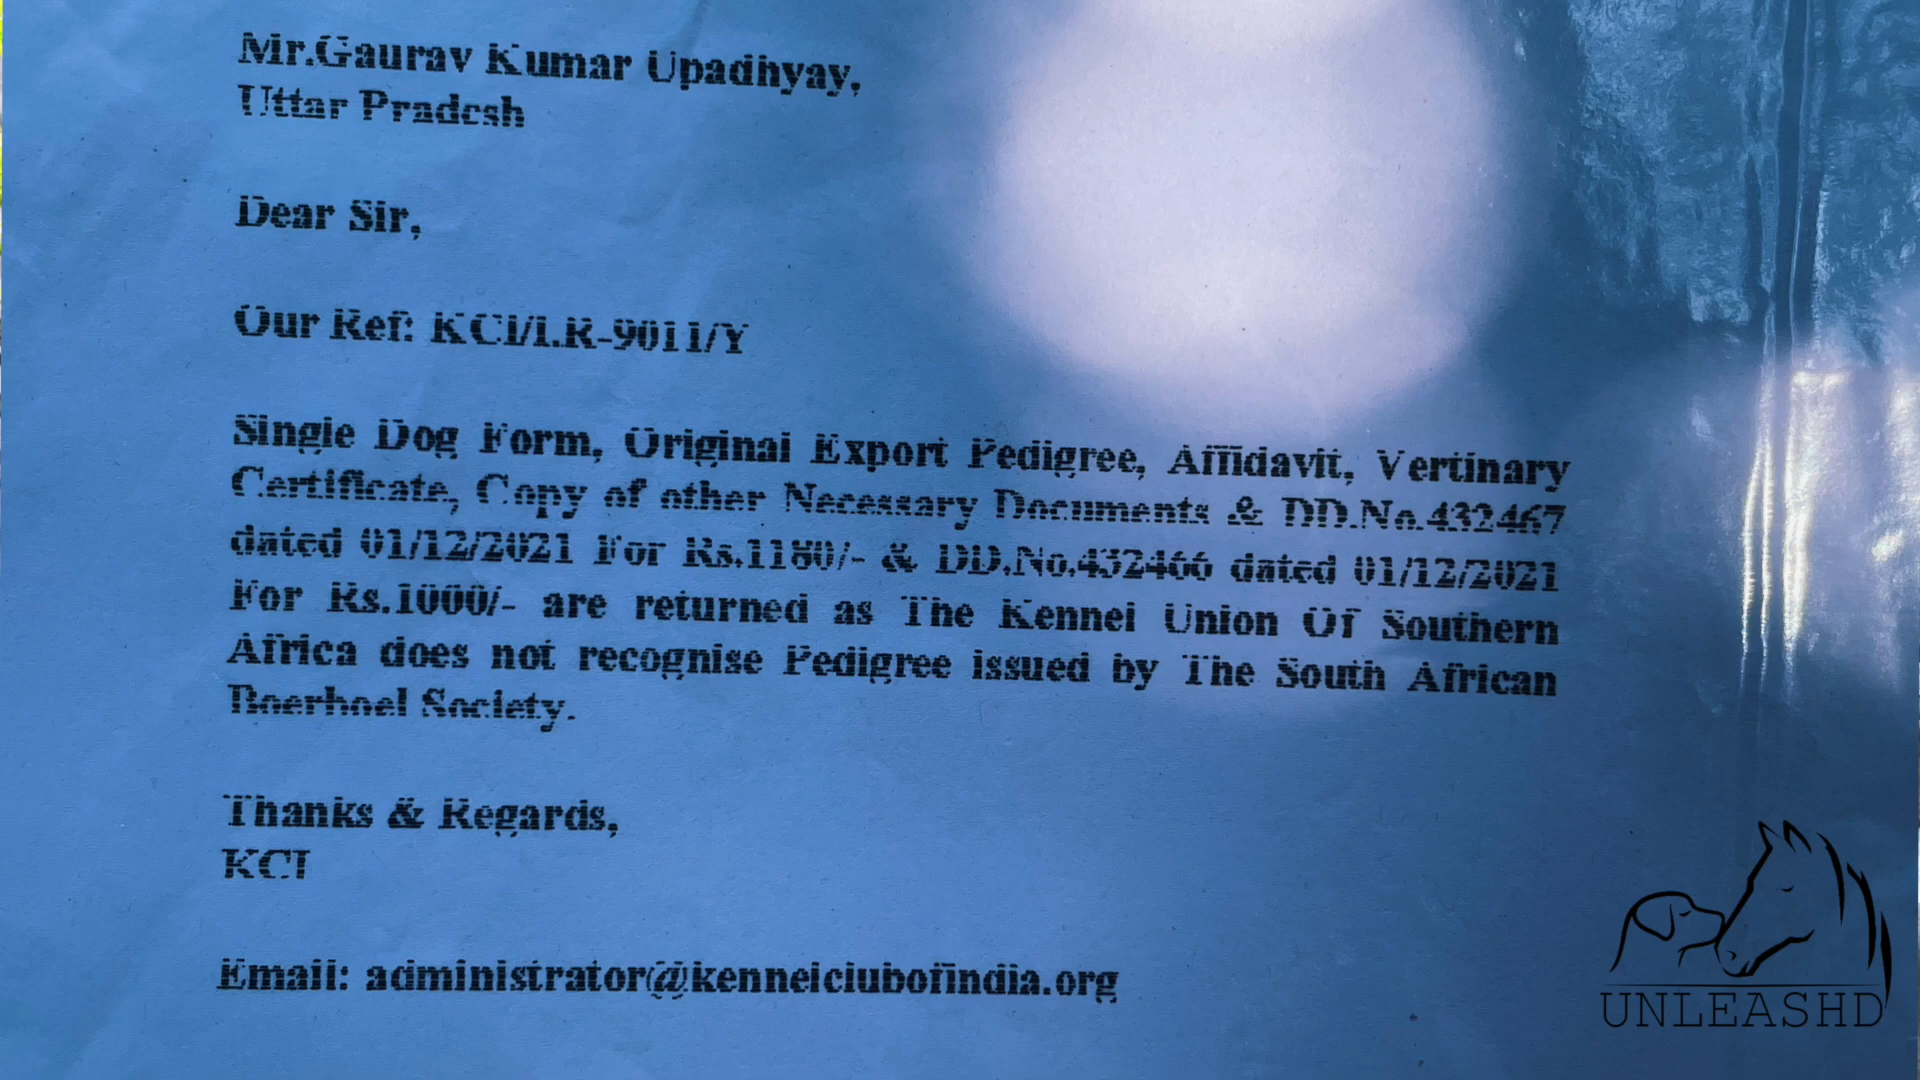 Mr.Gaurav Kumar Upadhyay,
Uttar Pradesh
Dear Sir,
Our Ref: KCI/LR-9011/Y
Single Dog Form, Original Export Pedigree, Affidavit, Vertinary
Certificate, Copy of other Necessary Documents & DD.No.432467
dated 01/12/2021 For Rs.1180/- & DD.No.432466 dated 01/12/2021
For Rs.1000/- are returned as The Kennel Union Of Southern
Africa does not recognise Pedigree issued by The South African
Boerboel Society.
Thanks & Regards,
KCI
Email: administrator@kennelclubofindia.org
UNLEASHD